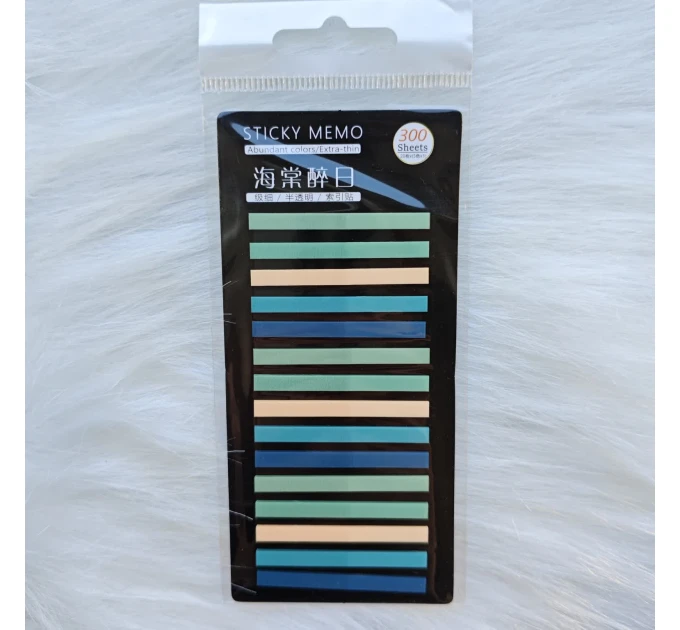 STICKY MEMO
Abundant colors/Extra-thin
300
Sheets
海棠醉日
极细 / 半透明 / 索引贴